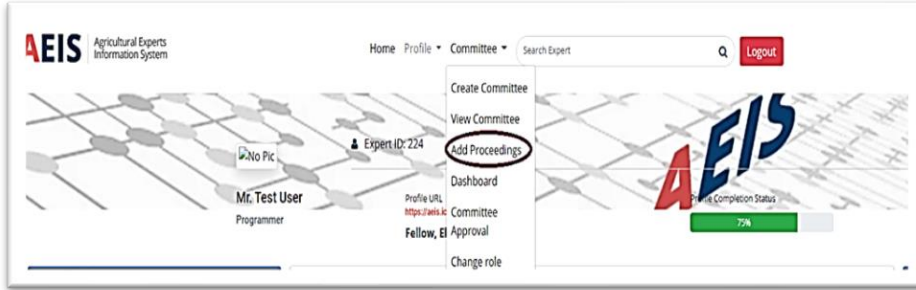 AEIS Agricultural Experts
Information System
Home Profile Committee Search Expert Logout
Create Committee
View Committee
Add Proceedings
Dashboard
Committee
Approval
Change role
No Pic
Expert ID: 224
AEIS
Mr. Test User
Programmer
Profile URL
https://aeis.ic
Fellow,
Profile Completion Status
75%